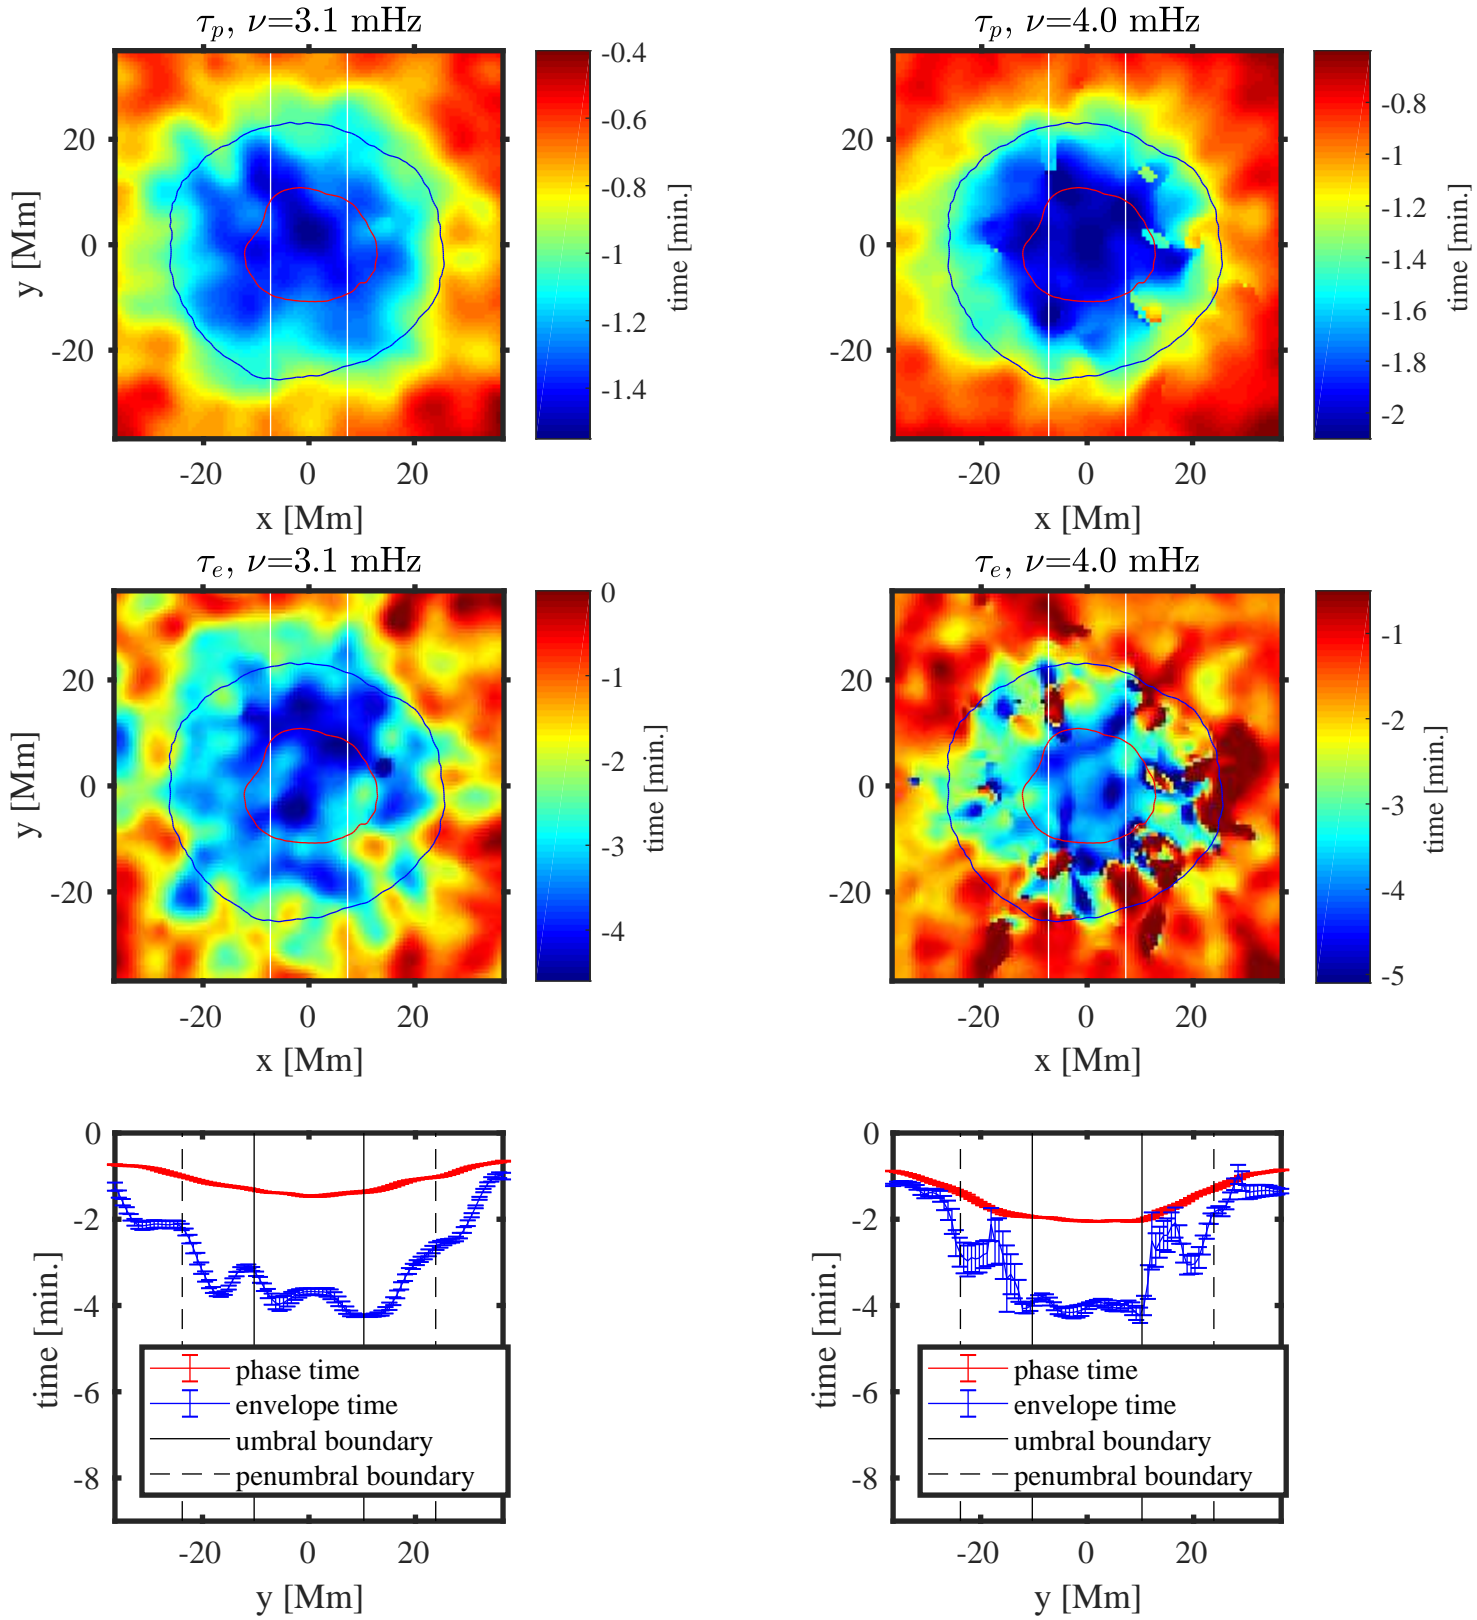 τp, ν=3.1 mHz
τp, ν=4.0 mHz
y [Mm]
20
0
-20
-20 0 20
x [Mm]
-0.4
-0.6
-0.8
-1
-1.2
-1.4
time [min.]
20
0
-20
-20 0 20
x [Mm]
-0.8
-1
-1.2
-1.4
-1.6
-1.8
-2
time [min.]
τe, ν=3.1 mHz
τe, ν=4.0 mHz
y [Mm]
20
0
-20
-20 0 20
x [Mm]
0
-1
-2
-3
-4
time [min.]
20
0
-20
-20 0 20
x [Mm]
-1
-2
-3
-4
-5
time [min.]
time [min.]
0
-2
-4
-6
-8
phase time
envelope time
umbral boundary
penumbral boundary
-20 0 20
y [Mm]
time [min.]
0
-2
-4
-6
-8
phase time
envelope time
umbral boundary
penumbral boundary
-20 0 20
y [Mm]